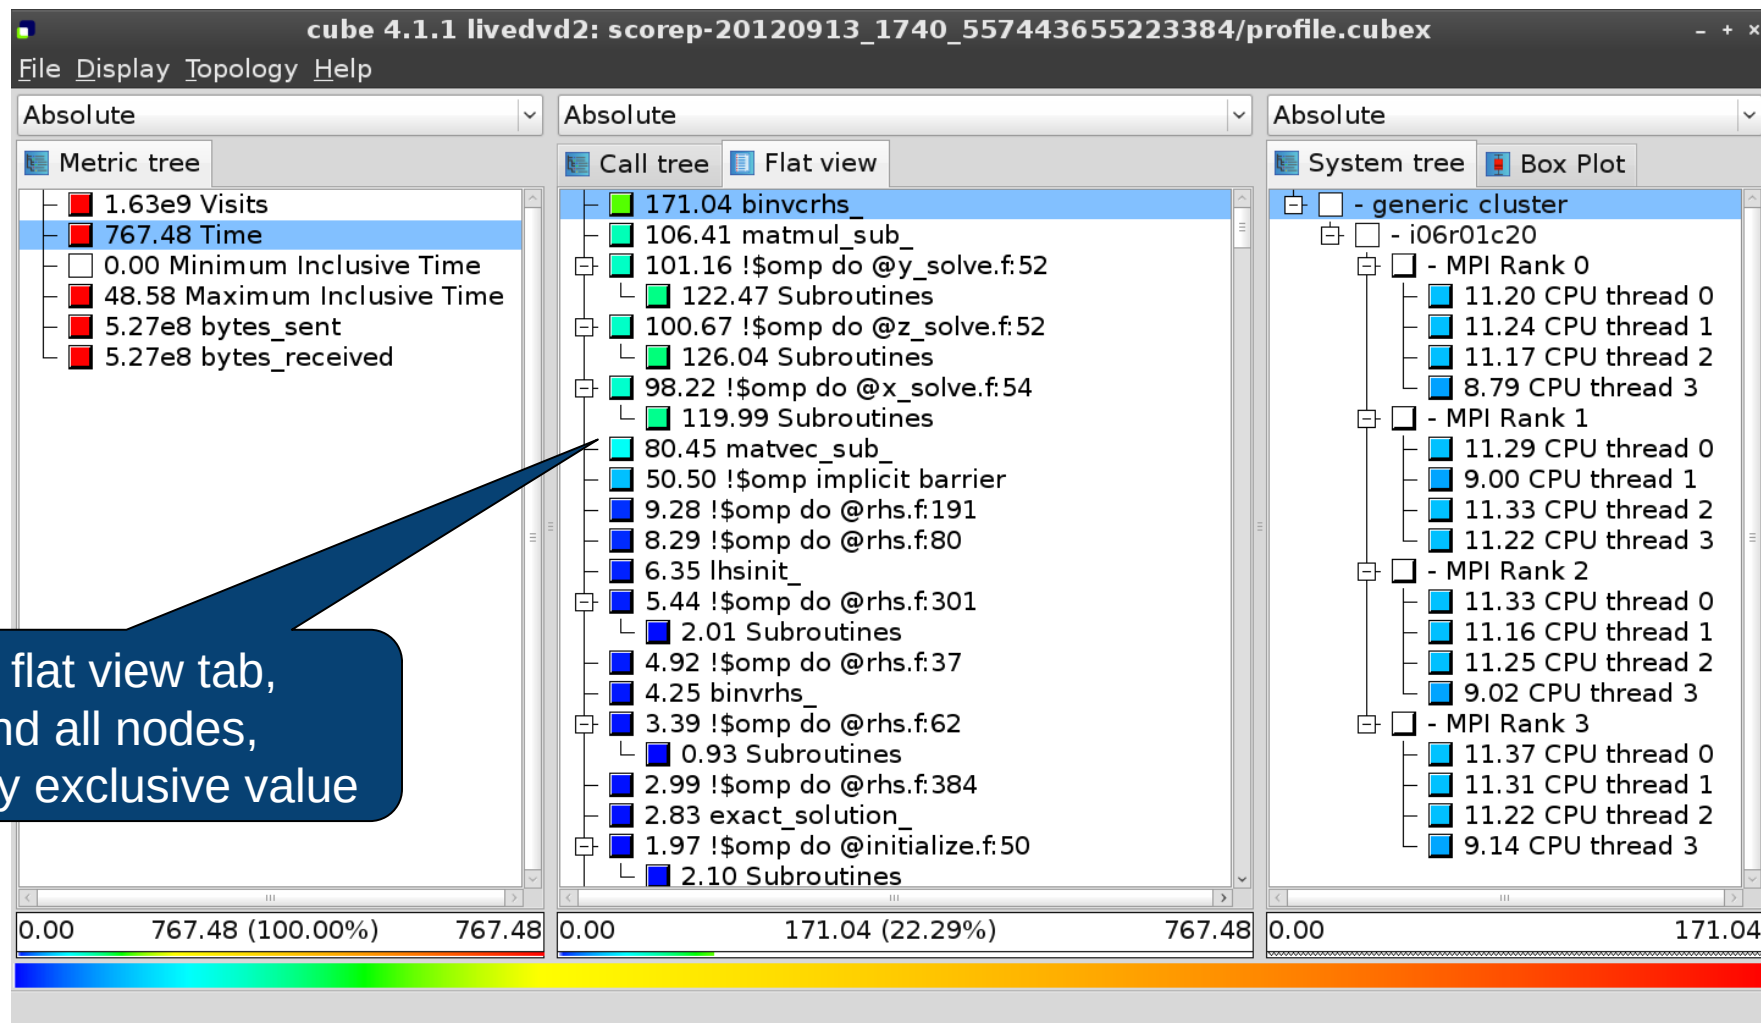 cube 4.1.1 livedvd2: scorep-20120913_1740_557443655223384/profile.cubex
File Display Topology Help
Absolute
Metric tree
1.63e9 Visits
767.48 Time
0.00 Minimum Inclusive Time
48.58 Maximum Inclusive Time
5.27e8 bytes_sent
5.27e8 bytes_received
flat view tab,
all nodes,
exclusive value
0.00 767.48 (100.00%) 767.48
Absolute
Call tree Flat view
171.04 binvcrhs_
106.41 matmul_sub_
101.16 !$omp do @y_solve.f:52
122.47 Subroutines
100.67 !$omp do @z_solve.f:52
126.04 Subroutines
98.22 !$omp do @x_solve.f:54
119.99 Subroutines
80.45 matvec_sub_
50.50 !$omp implicit barrier
9.28 !$omp do @rhs.f:191
8.29 !$omp do @rhs.f:80
6.35 lhsinit_
5.44 !$omp do @rhs.f:301
2.01 Subroutines
4.92 !$omp do @rhs.f:37
4.25 binvrhs_
3.39 !$omp do @rhs.f:62
0.93 Subroutines
2.99 !$omp do @rhs.f:384
2.83 exact_solution_
1.97 !$omp do @initialize.f:50
2.10 Subroutines
0.00 171.04 (22.29%) 767.48
Absolute
System tree Box Plot
- generic cluster
- i06r01c20
- MPI Rank 0
11.20 CPU thread 0
11.24 CPU thread 1
11.17 CPU thread 2
8.79 CPU thread 3
- MPI Rank 1
11.29 CPU thread 0
9.00 CPU thread 1
11.33 CPU thread 2
11.22 CPU thread 3
- MPI Rank 2
11.33 CPU thread 0
11.16 CPU thread 1
11.25 CPU thread 2
9.02 CPU thread 3
- MPI Rank 3
11.37 CPU thread 0
11.31 CPU thread 1
11.22 CPU thread 2
9.14 CPU thread 3
0.00 171.04